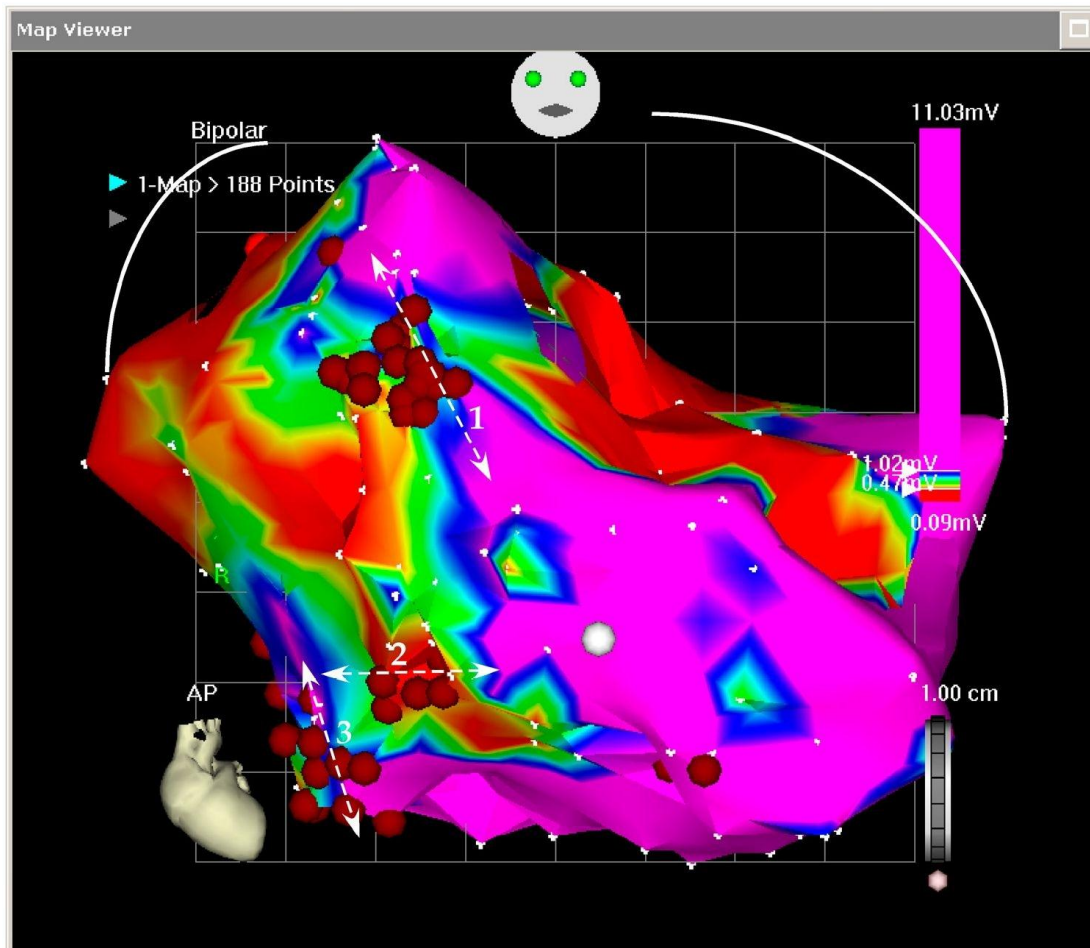 Map Viewer
11.03mV
Bipolar
1-Map > 188 Points
1
1.02mV
0.47mV
0.09mV
R
2
AP
1.00 cm
3